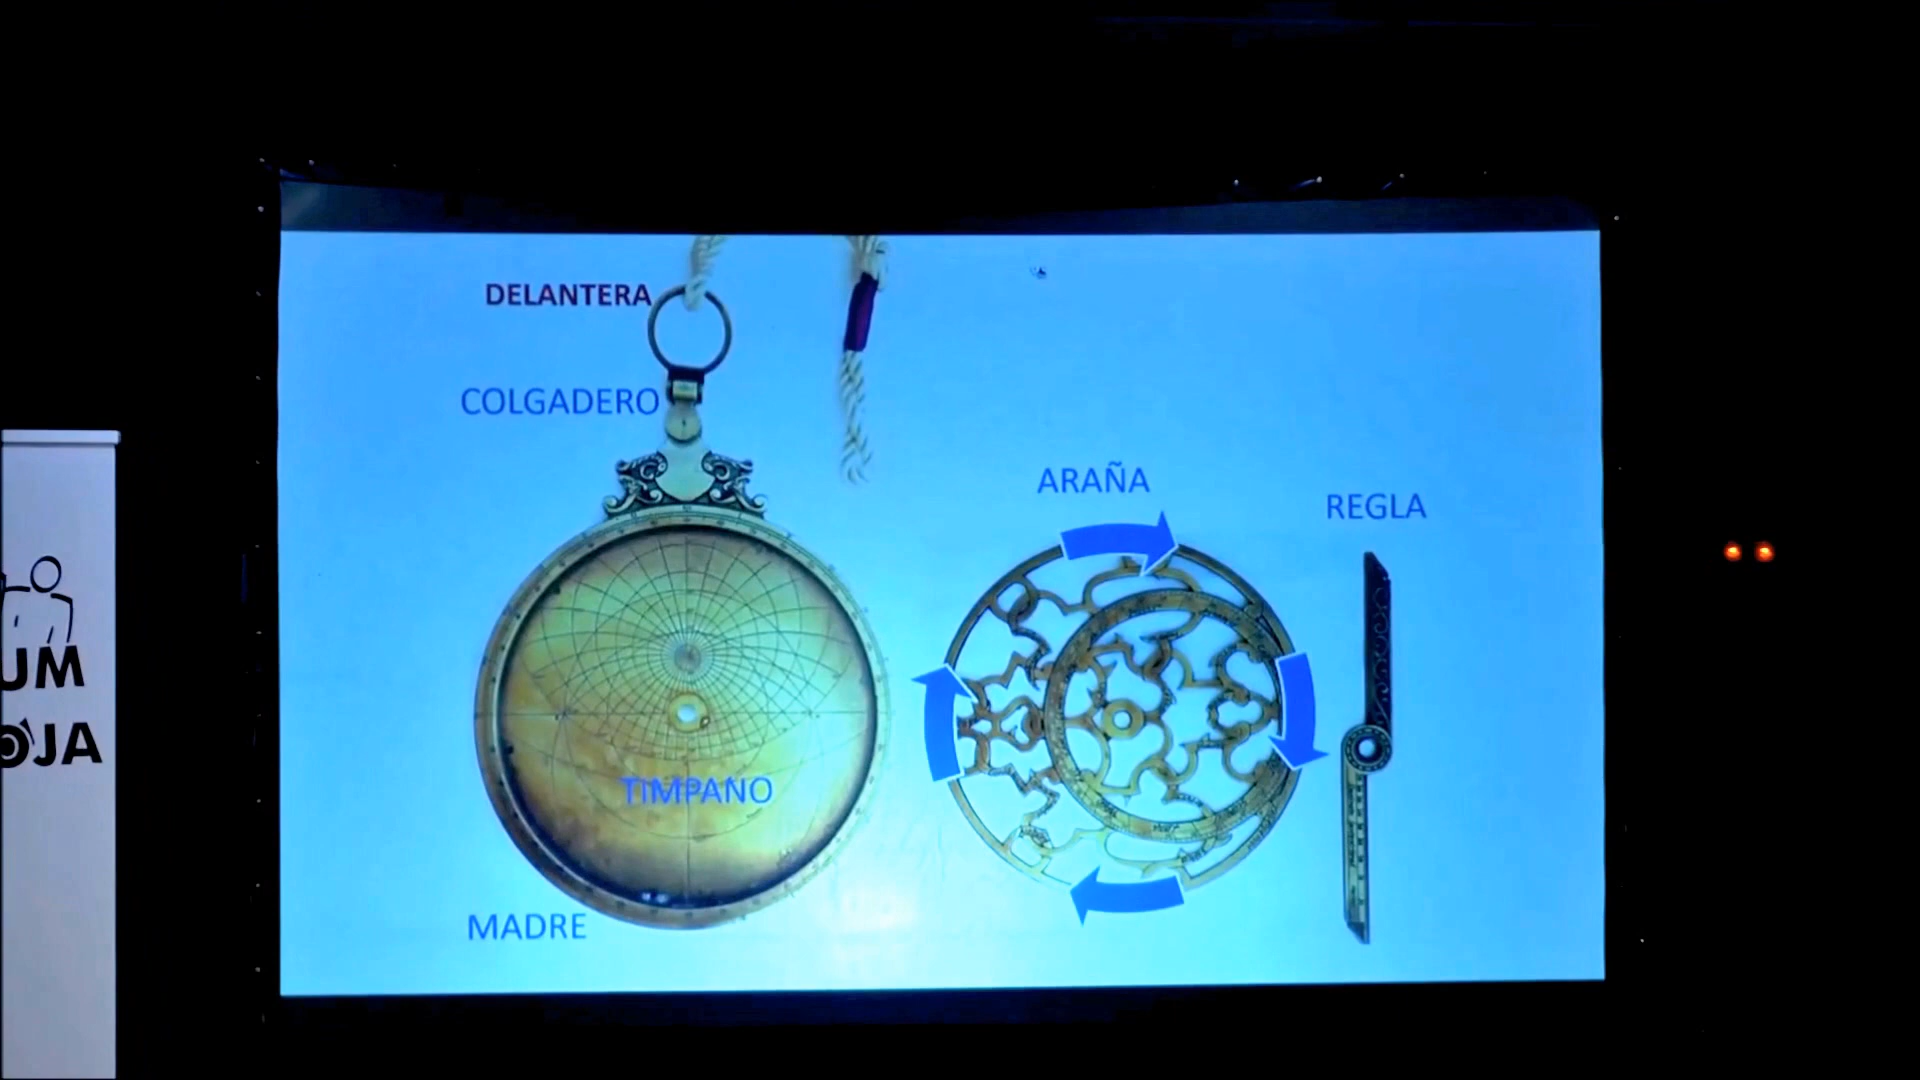 DELANTERA
COLGADERO
ARAÑA
REGLA
TIMPANO
MADRE
UM
OJA